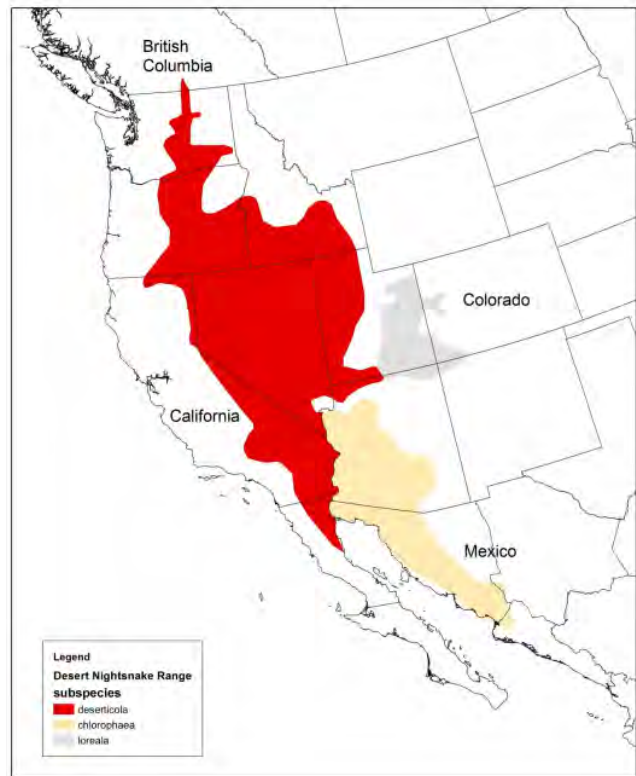 British
Columbia
Colorado
California
Mexico
Legend
Desert Nightsnake Range
subspecies
deserticola
chlorophaea
loreala